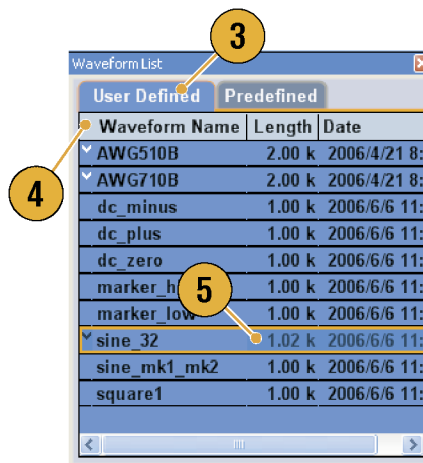 3
Waveform List
User Defined Predefined
Waveform Name Length Date
4
AWG510B 2.00 k 2006/4/21 8:
AWG710B 2.00 k 2006/4/21 8:
dc_minus 1.00 k 2006/6/6 11:
dc_plus 1.00 k 2006/6/6 11:
dc_zero 1.00 k 2006/6/6 11:
marker_h 1.00 k 2006/6/6 11:
5
marker_low 1.00 k 2006/6/6 11:
sine_32 1.02 k 2006/6/6 11:
sine_mk1_mk2 1.00 k 2006/6/6 11:
square1 1.00 k 2006/6/6 11: